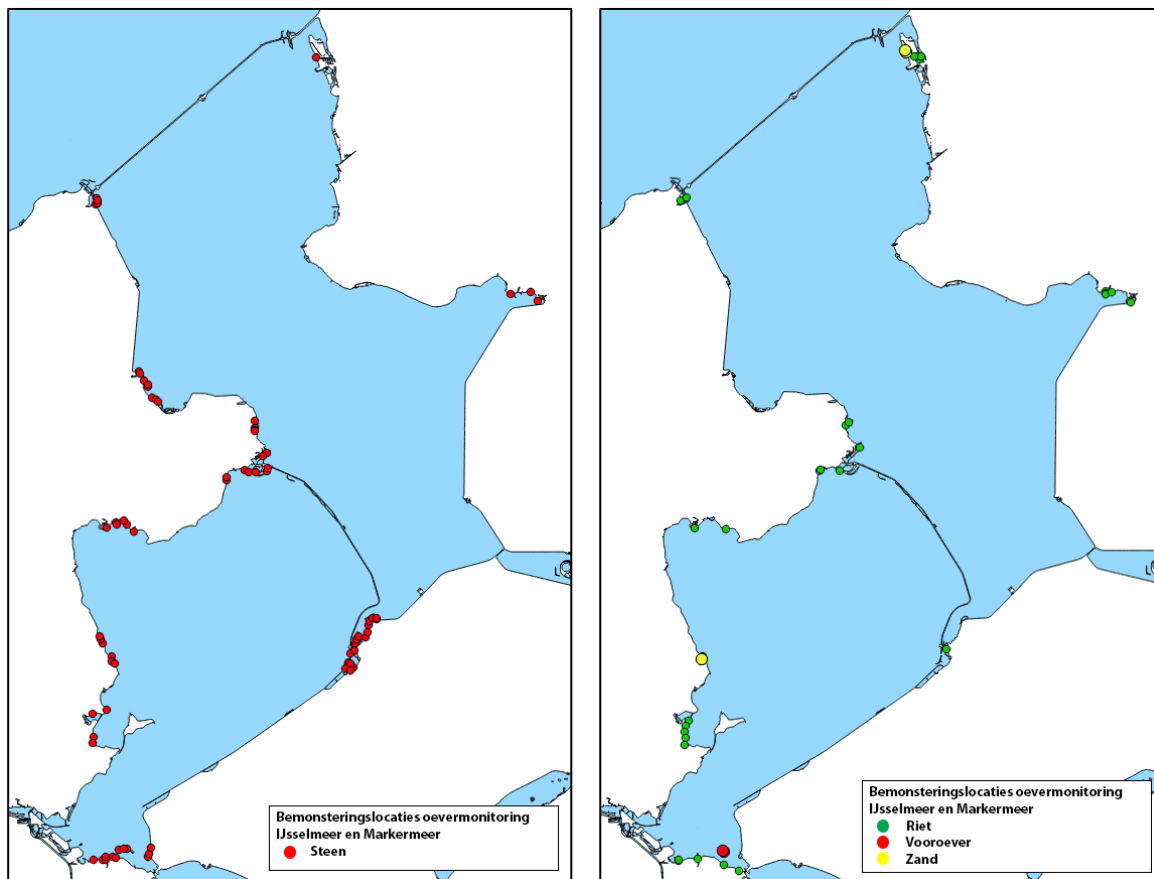 Bemonsteringslocaties oevermonitoring
IJsselmeer en Markermeer
Steen
Bemonsteringslocaties oevermonitoring
IJsselmeer en Markermeer
Riet
Vooroever
Zand